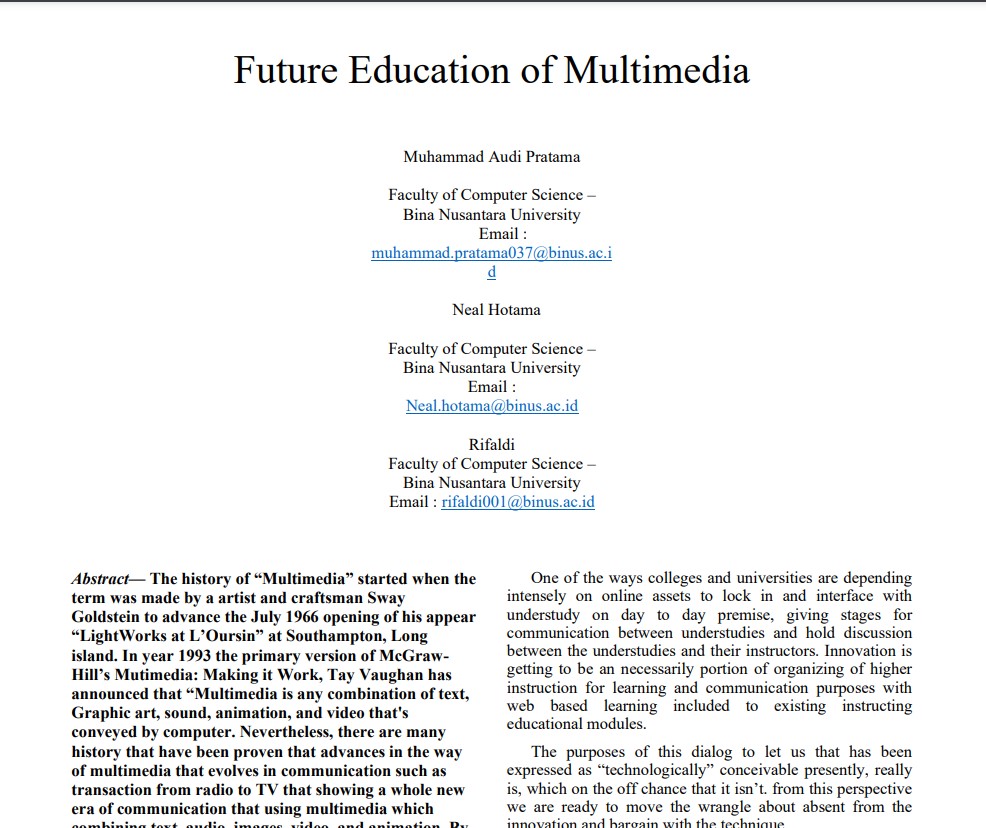 Future Education of Multimedia
Muhammad Audi Pratama
Faculty of Computer Science –
Bina Nusantara University
Email :
muhammad.pratama037@binus.ac.i
d
Neal Hotama
Faculty of Computer Science –
Bina Nusantara University
Email :
Neal.hotama@binus.ac.id
Rifaldi
Faculty of Computer Science –
Bina Nusantara University
Email : rifaldi001@binus.ac.id
Abstract— The history of “Multimedia” started when the
term was made by a artist and craftsman Sway
Goldstein to advance the July 1966 opening of his appear
“LightWorks at L’Oursin” at Southampton, Long
island. In year 1993 the primary version of McGraw-
Hill’s Mutimedia: Making it Work, Tay Vaughan has
announced that “Multimedia is any combination of text,
Graphic art, sound, animation, and video that's
conveyed by computer. Nevertheless, there are many
history that have been proven that advances in the way
of multimedia that evolves in communication such as
transaction from radio to TV that showing a whole new
era of communication that using multimedia which
combining text, audio, images, video, and animation. By
One of the ways colleges and universities are depending
intensely on online assets to lock in and interface with
understudy on day to day premise, giving stages for
communication between understudies and hold discussion
between the understudies and their instructors. Innovation is
getting to be an necessarily portion of organizing of higher
instruction for learning and communication purposes with
web based learning included to existing instructing
educational modules.
The purposes of this dialog to let us that has been
expressed as “technologically” conceivable presently, really
is, which on the off chance that it isn’t. from this perspective
we are ready to move the wrangle about absent from the
innovation and bargain with the technique.